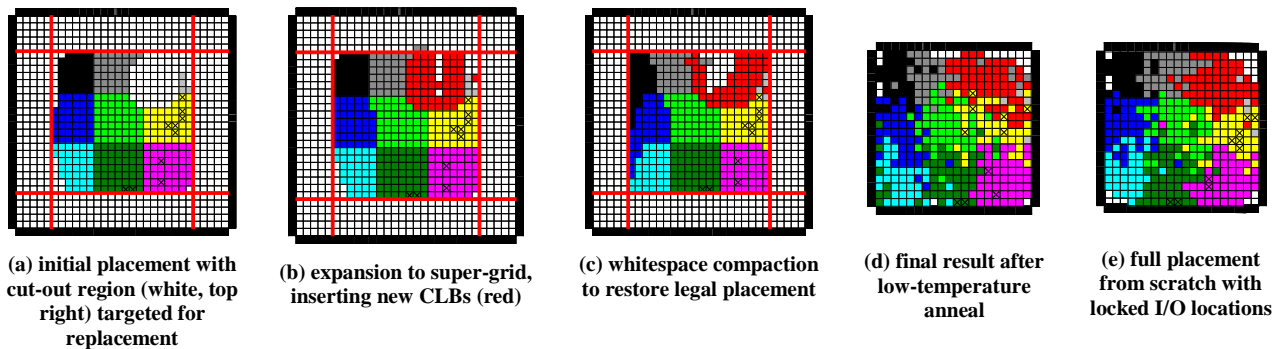 (a) initial placement with
cut-out region (white, top
right) targeted for
replacement
(b) expansion to super-grid,
inserting new CLBs (red)
(c) whitespace compaction
to restore legal placement
(d) final result after
low-temperature
anneal
(e) full placement
from scratch with
locked I/O locations